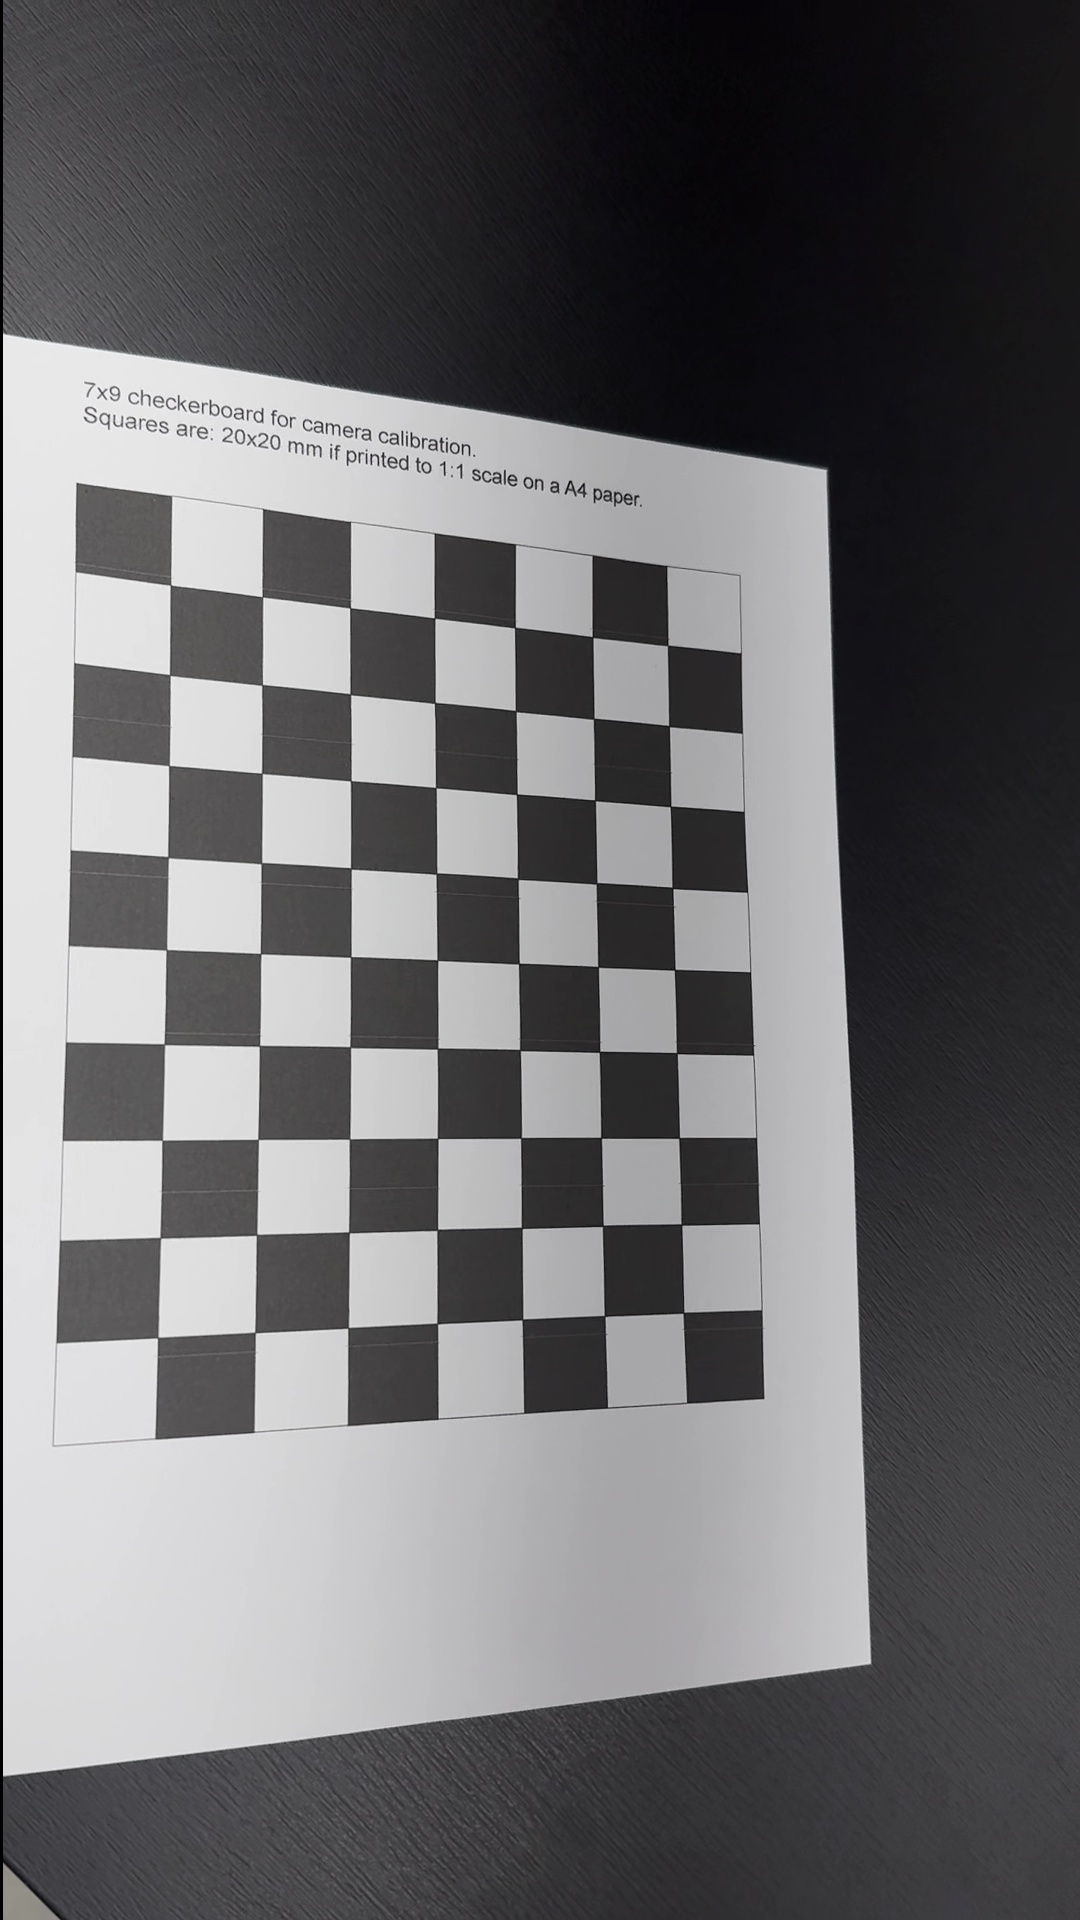 7x9 checkerboard for camera calibration.
Squares are: 20x20 mm if printed to 1:1 scale on a A4 paper.